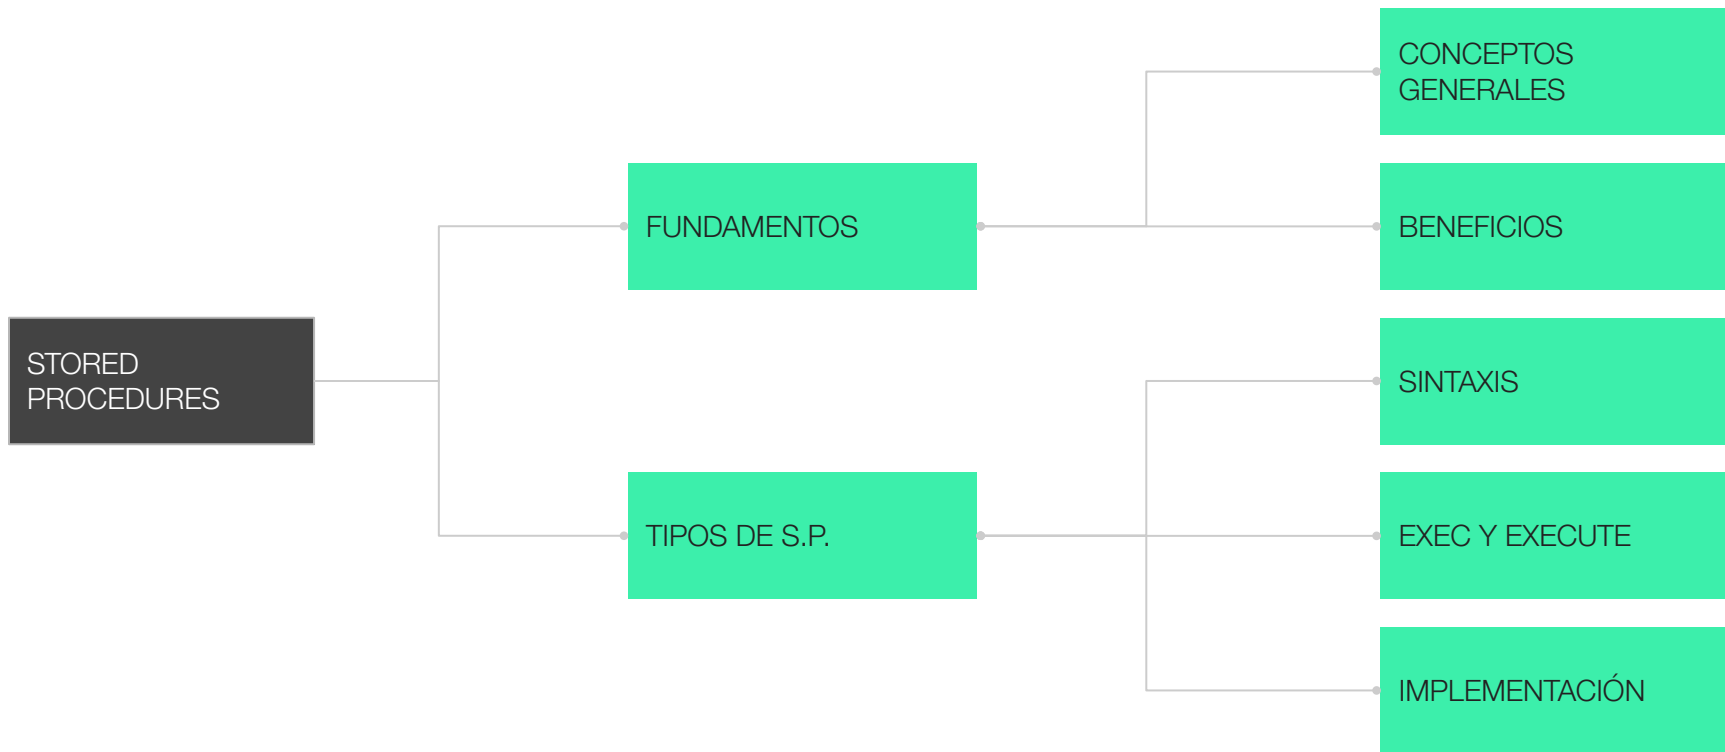 STORED
PROCEDURES
FUNDAMENTOS
CONCEPTOS
GENERALES
BENEFICIOS
TIPOS DE S.P.
SINTAXIS
EXEC Y EXECUTE
IMPLEMENTACIÓN